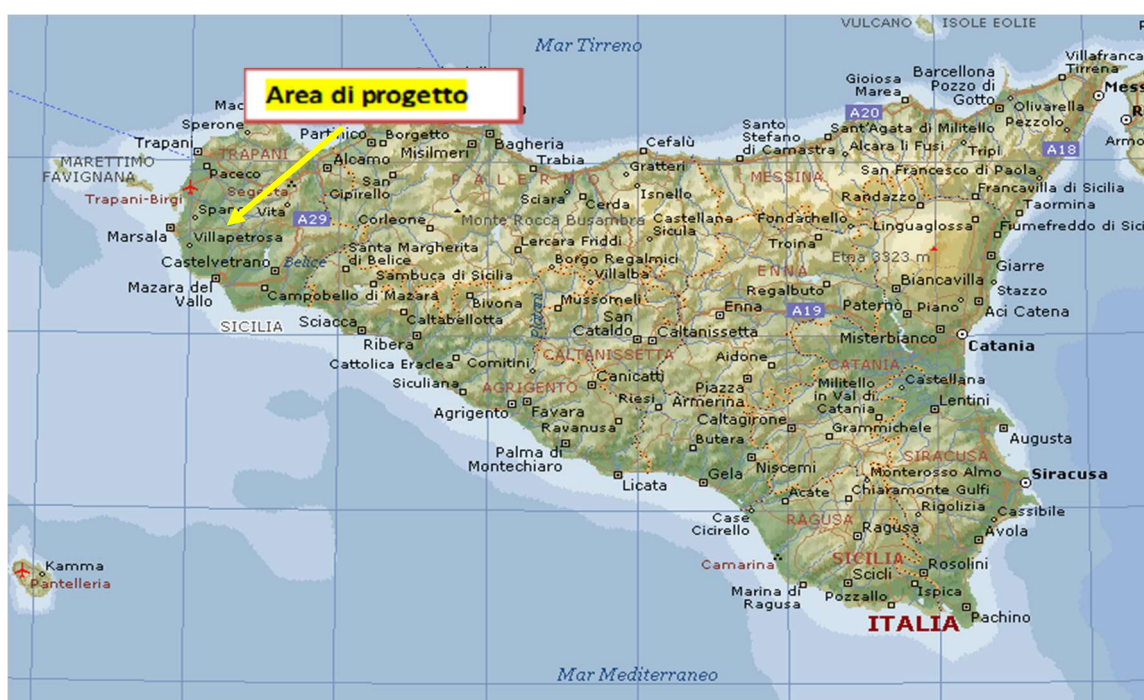 VULCANO
ISOLE EOLIE
Mar Tirreno
Area di progetto
Villafranca
Tirrena
Barcellona
Pozzo di
Gotto
Gioiosa
Marea
A20
Olivarella
Pezzolo
Sperone
Trapani
TRAPANI
Partinico
Borgetto
Misilmeri
Bagheria
Trabia
Cefalù
Santo
Stefano
di Camastra
Sant'Agata di Militello
Alcara li Fusi
Tripi
A18
MARETTIMO
FAVIGNANA
Paceco
Alcamo
San
Cipirello
PALERMO
Gratteri
Isnello
MESSINA
San Francesco di Paola
Francavilla di Sicilia
Taormina
Trapani-Birgi
Segesta
Vita
A29
Corleone
Monte Rocca Busambra
Sciara
Cerda
Castellana
Sicula
Fondachello
Randazzo
Linguaglossa
Marsala
Villapetrosa
Santa Margherita
di Belice
Lercara Friddi
Troina
Etna 3323 m
Giarre
Castelvetrano
Belice
Sambuca di Sicilia
Borgo Regalmici
Villalba
ENNA
Regalbuto
Biancavilla
Stazzo
Mazara del
Vallo
Campobello di Mazara
Bivona
Mussomeli
Enna
A19
Paternò
Piano
Aci Catena
SICILIA
Sciacca
Caltabellotta
Platani
San
Cataldo
Caltanissetta
Misterbianco
Catania
Ribera
Cattolica Eraclea
Comitini
CALTANISSETTA
Aidone
CATANIA
Siculiana
AGRIGENTO
Canicattì
Piazza
Armerina
Militello
in Val di
Catania
Castellana
Agrigento
Favara
Riesi
Ravanusa
Caltagirone
Grammichele
Lentini
Palma di
Montechiaro
Butera
Augusta
Licata
Gela
Niscemi
SIRACUSA
Monterosso Almo
Siracusa
Acate
Chiaramonte Gulfi
Case
Cicirello
RAGUSA
Ragusa
Rigolizia
Cassibile
Avola
Camarina
SICILIA
Scicli
Rosolini
Kamma
Pantelleria
Marina di
Ragusa
Pozzallo
Ispica
ITALIA
Pachino
Mar Mediterraneo